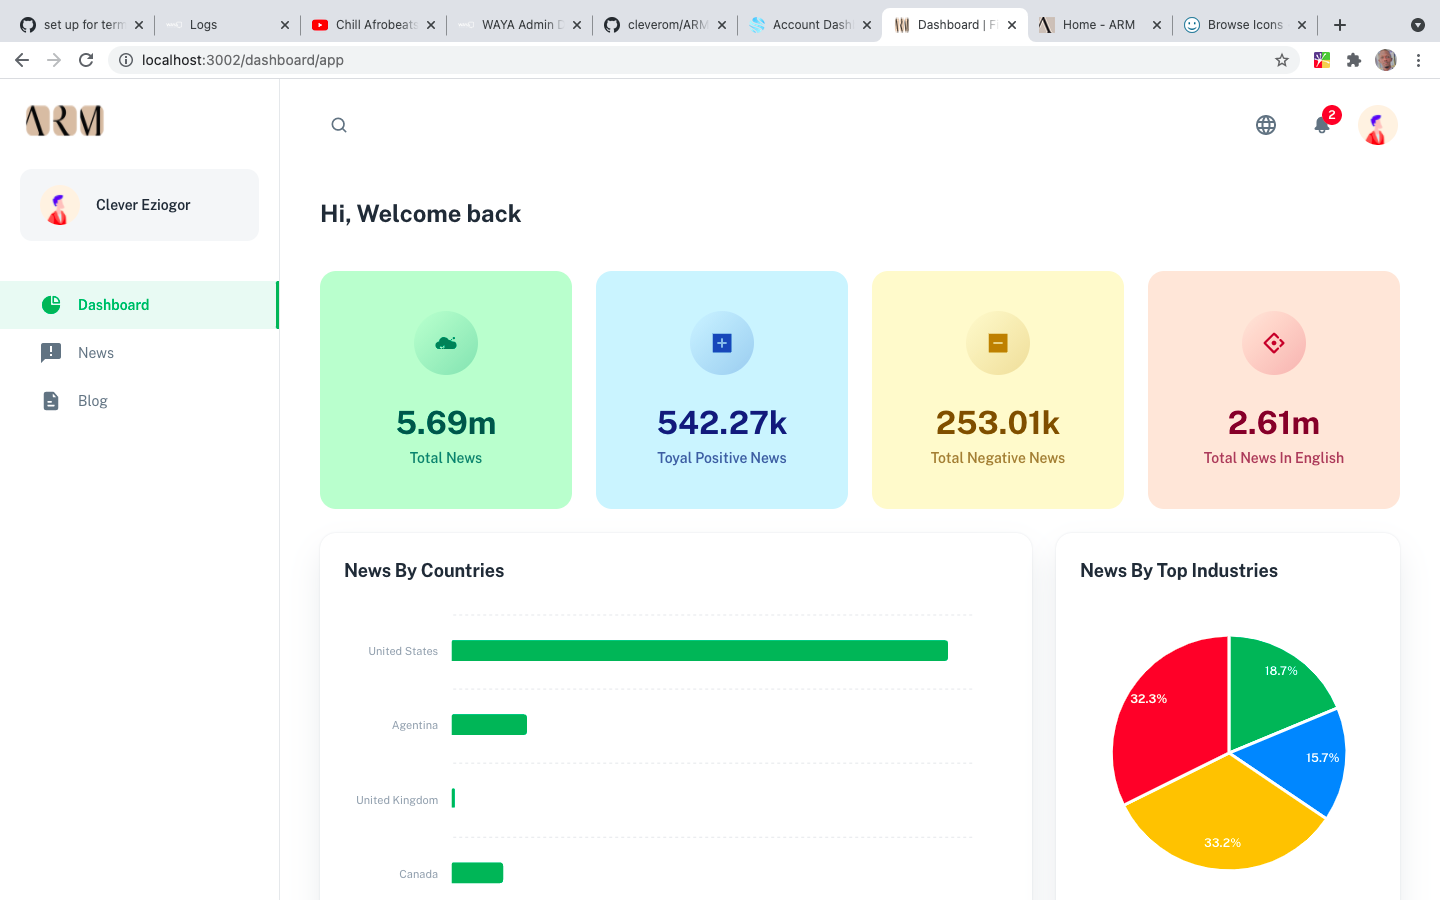 set up for term
Logs
Chill Afrobeats
WAYA Admin D
cleverom/ARM
Account Dash
Dashboard | Fi
Home - ARM
Browse Icons
localhost:3002/dashboard/app
ARM
2
Clever Eziogor
Hi, Welcome back
Dashboard
News
Blog
5.69m
Total News
542.27k
Toyal Positive News
253.01k
Total Negative News
2.61m
Total News In English
News By Countries
United States
Agentina
United Kingdom
Canada
News By Top Industries
18.7%
32.3%
15.7%
33.2%